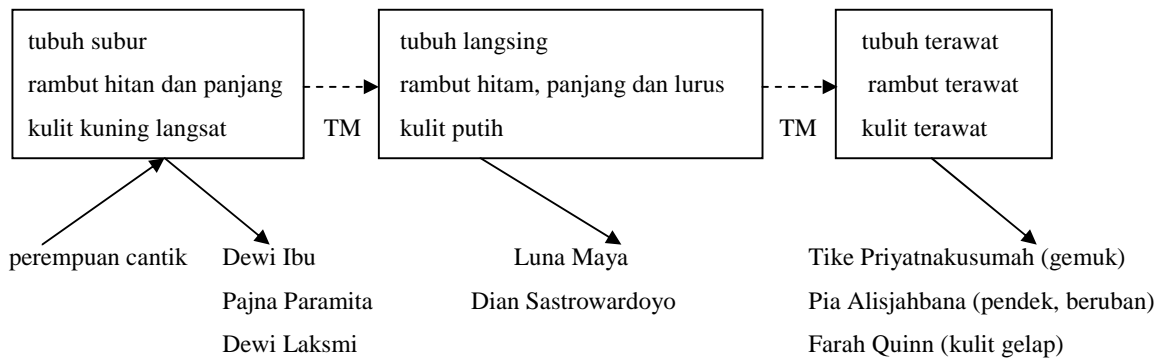 tubuh subur
rambut hitan dan panjang
kulit kuning langsat
TM
tubuh langsing
rambut hitam, panjang dan lurus
kulit putih
TM
tubuh terawat
rambut terawat
kulit terawat
perempuan cantik
Dewi Ibu
Pajna Paramita
Dewi Laksmi
Luna Maya
Dian Sastrowardoyo
Tike Priyatnakusumah (gemuk)
Pia Alisjahbana (pendek, beruban)
Farah Quinn (kulit gelap)